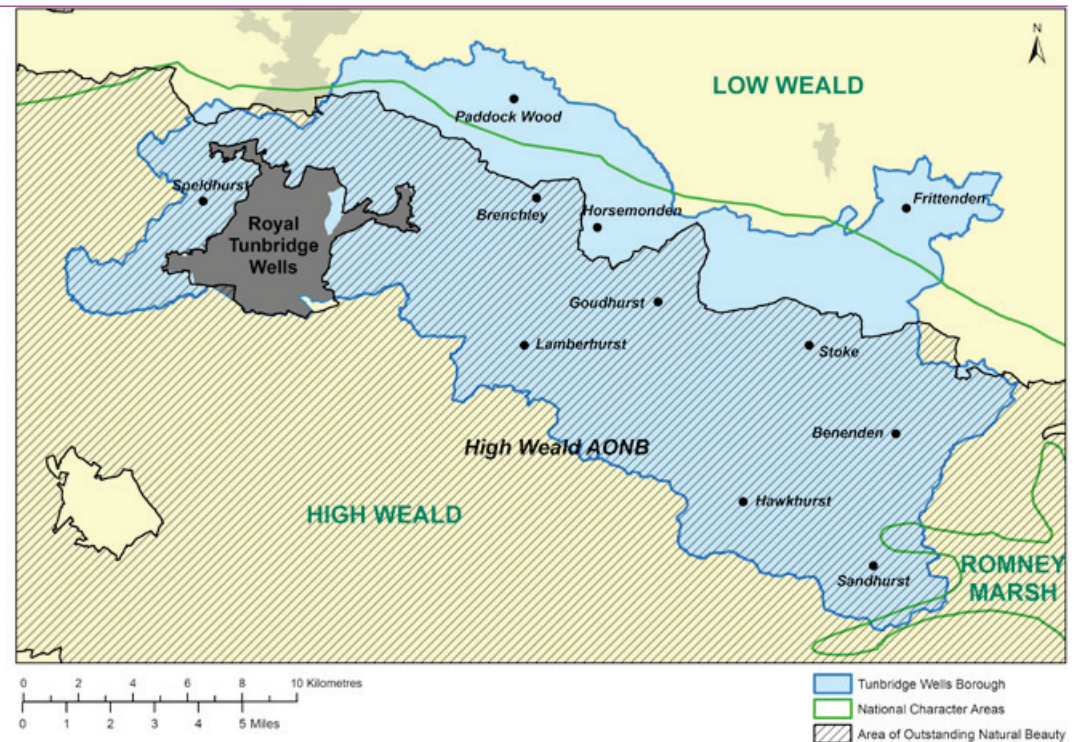 N
LOW WEALD
Paddock Wood
Speldhurst
Brenchley
Horsemonden
Frittenden
Royal
Tunbridge
Wells
Goudhurst
Lamberhurst
Stoke
Benenden
High Weald AONB
Hawkhurst
HIGH WEALD
ROMNEY
MARSH
Sandhurst
0 2 4 6 8 10 Kilometres
0 1 2 3 4 5 Miles
Tunbridge Wells Borough
National Character Areas
Area of Outstanding Natural Beauty